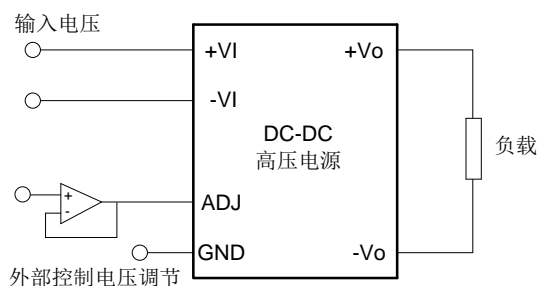 输入电压
+VI
+Vo
-VI
DC-DC
高压电源
负载
+
-
ADJ
GND
-Vo
外部控制电压调节